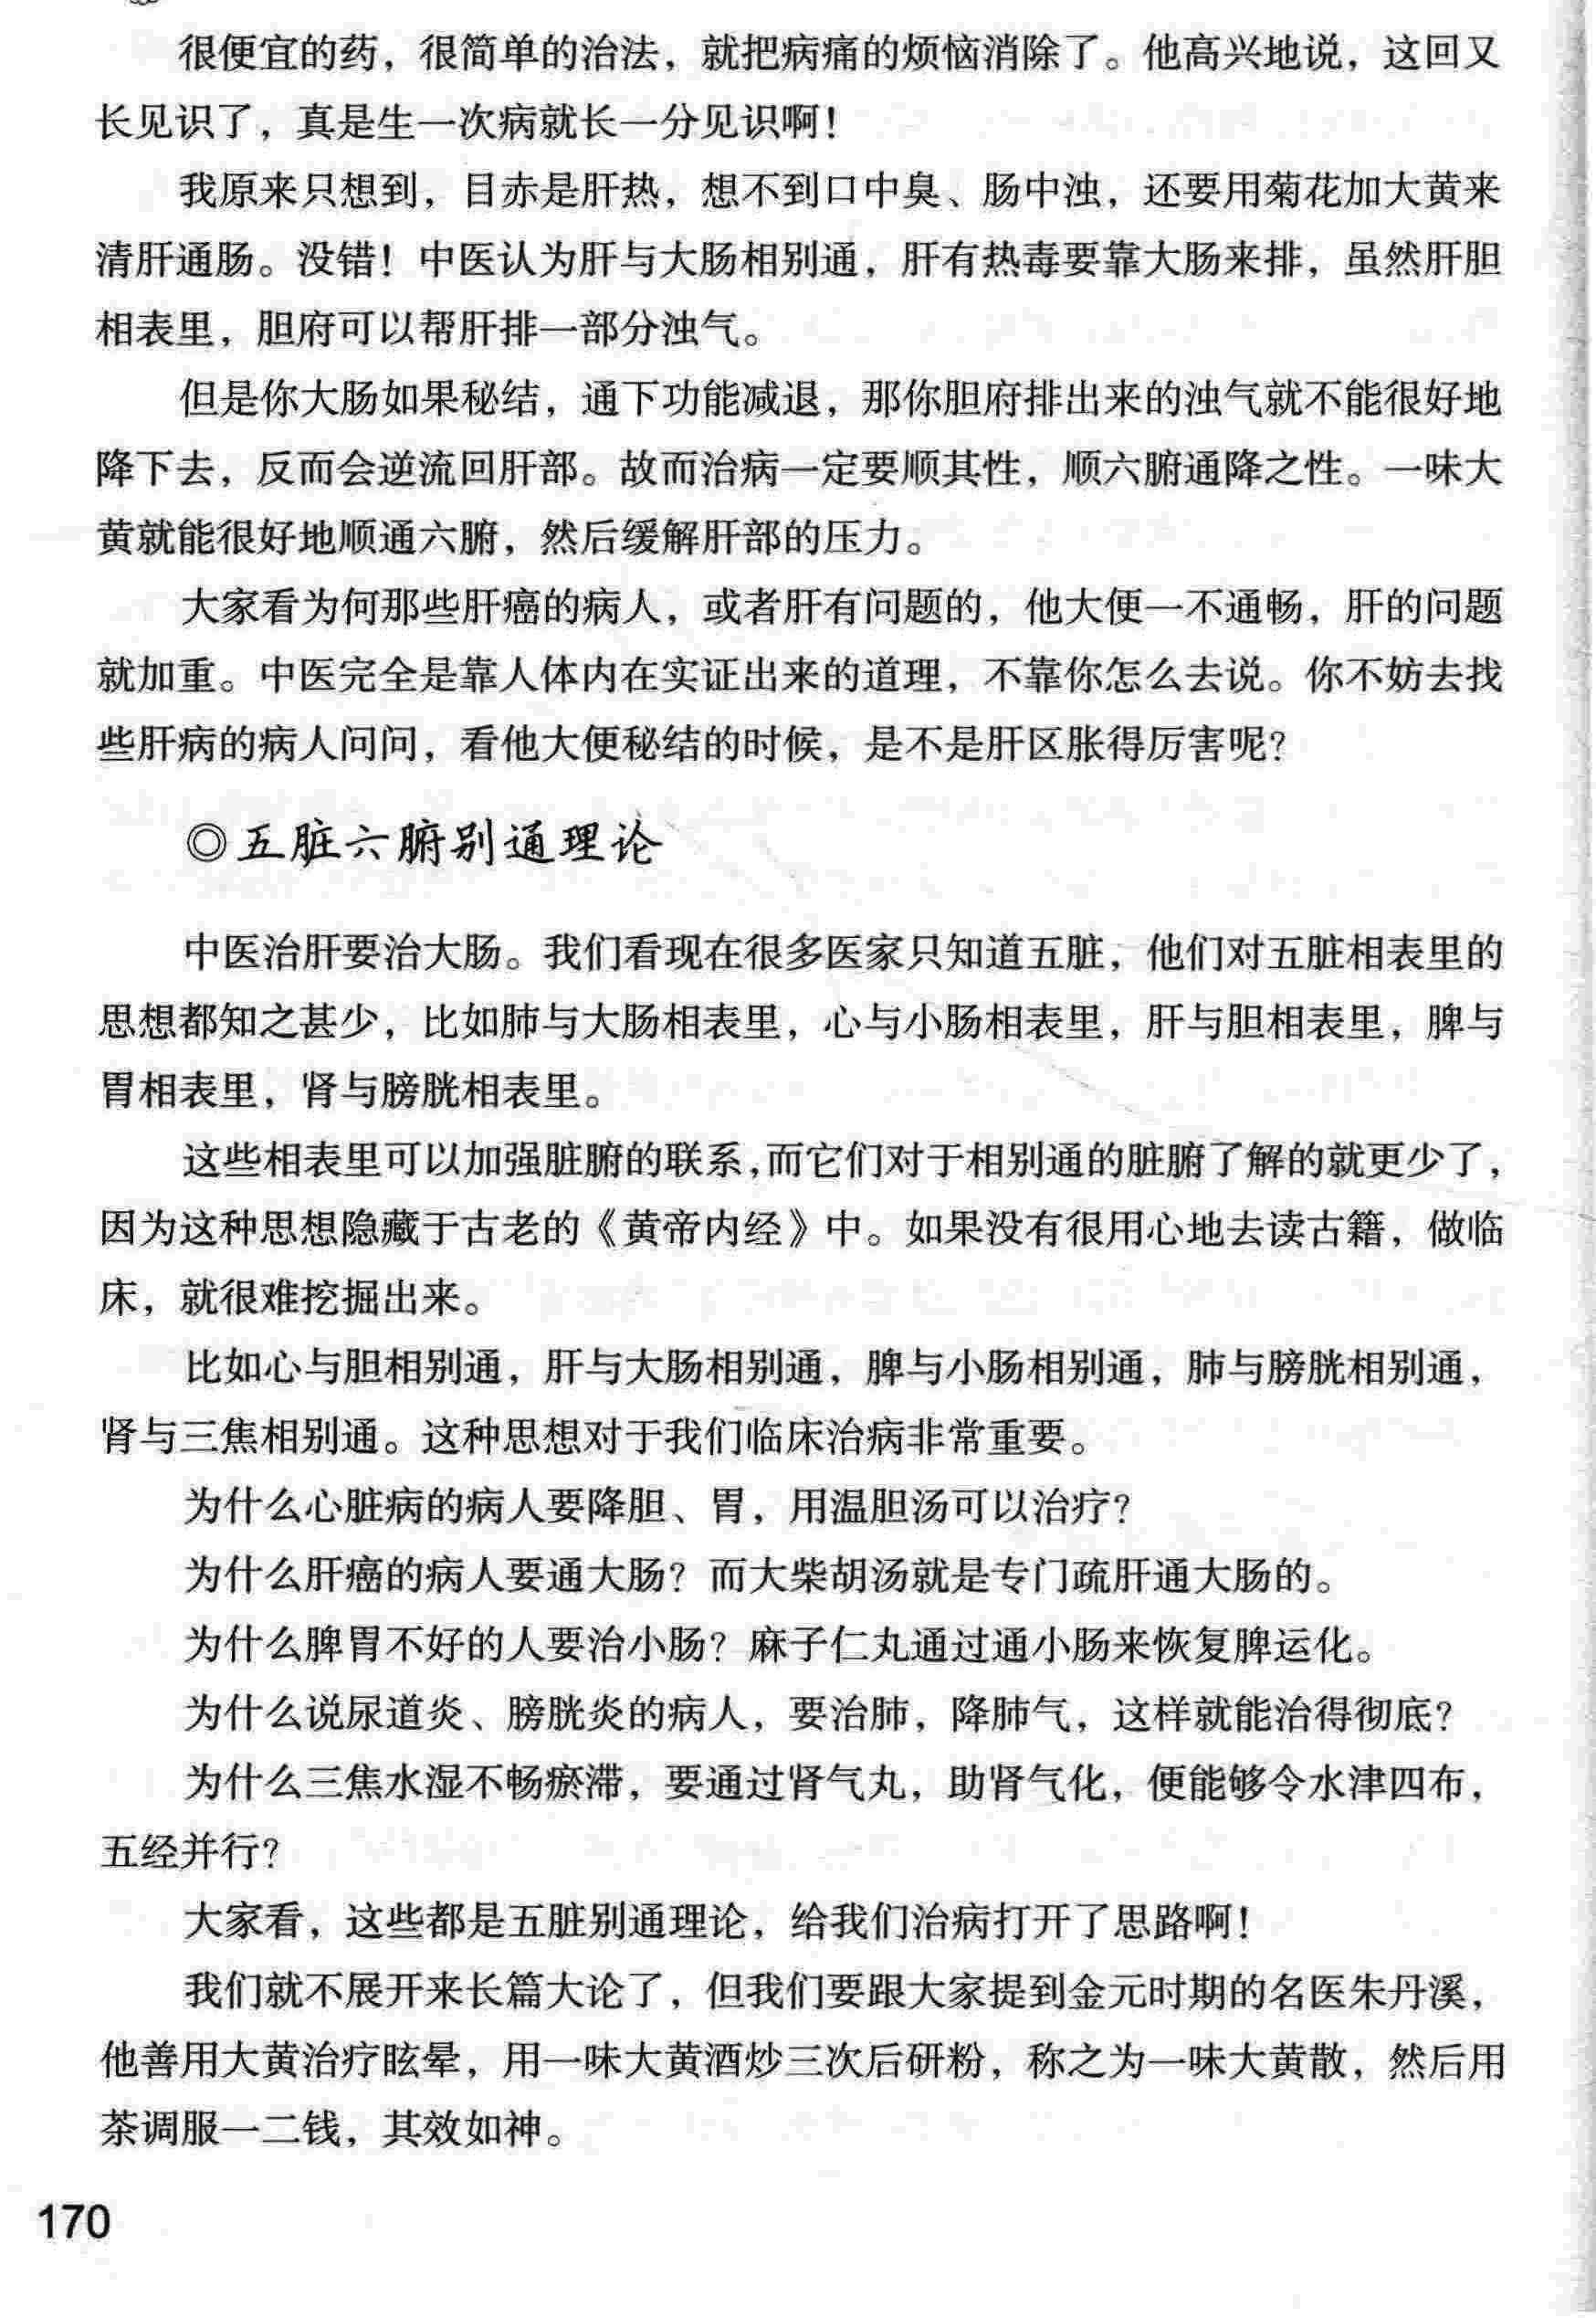 很便宜的药，很简单的治法，就把病痛的烦恼消除了。他高兴地说，这回又
长见识了，真是生一次病就长一分见识啊！
我原来只想到，目赤是肝热，想不到口中臭、肠中浊，还要用菊花加大黄来
清肝通肠。没错！中医认为肝与大肠相别通，肝有热毒要靠大肠来排，虽然肝胆
相表里，胆府可以帮肝排一部分浊气。
但是你大肠如果秘结，通下功能减退，那你胆府排出来的浊气就不能很好地
降下去，反而会逆流回肝部。故而治病一定要顺其性，顺六腑通降之性。一味大
黄就能很好地顺通六腑，然后缓解肝部的压力。
大家看为何那些肝癌的病人，或者肝有问题的，他大便一不通畅，肝的问题
就加重。中医完全是靠人体内在实证出来的道理，不靠你怎么去说。你不妨去找
些肝病的病人问问，看他大便秘结的时候，是不是肝区胀得厉害呢？
◎五脏六腑别通理论
中医治肝要治大肠。我们看现在很多医家只知道五脏，他们对五脏相表里的
思想都知之甚少，比如肺与大肠相表里，心与小肠相表里，肝与胆相表里，脾与
胃相表里，肾与膀胱相表里。
这些相表里可以加强脏腑的联系，而它们对于相别通的脏腑了解的就更少了，
因为这种思想隐藏于古老的《黄帝内经》中。如果没有很用心地去读古籍，做临
床，就很难挖掘出来。
比如心与胆相别通，肝与大肠相别通，脾与小肠相别通，肺与膀胱相别通，
肾与三焦相别通。这种思想对于我们临床治病非常重要。
为什么心脏病的病人要降胆、胃，用温胆汤可以治疗？
为什么肝癌的病人要通大肠？而大柴胡汤就是专门疏肝通大肠的。
为什么脾胃不好的人要治小肠？麻子仁丸通过通小肠来恢复脾运化。
为什么说尿道炎、膀胱炎的病人，要治肺，降肺气，这样就能治得彻底？
为什么三焦水湿不畅瘀滞，要通过肾气丸，助肾气化，便能够令水津四布，
五经并行？
大家看，这些都是五脏别通理论，给我们治病打开了思路啊！
我们就不展开来长篇大论了，但我们要跟大家提到金元时期的名医朱丹溪，
他善用大黄治疗眩晕，用一味大黄酒炒三次后研粉，称之为一味大黄散，然后用
茶调服一二钱，其效如神。
170